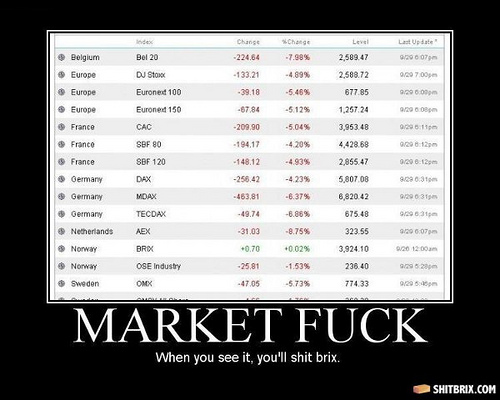 Index Change %Change Level Last Update *
Belgium Bel 20 -224.64 -7.98% 2,589.47 9/29 6:07pm
Europe DJ Stoxx -133.21 -4.89% 2,588.72 9/29 7:00pm
Europe Euronext 100 -39.18 -5.46% 677.85 9/29 6:06pm
Europe Euronext 150 -67.84 -5.12% 1,257.24 9/29 6:06pm
France CAC -209.90 -5.04% 3,953.48 9/29 6:11pm
France SBF 80 -194.17 -4.20% 4,428.68 9/29 6:12pm
France SBF 120 -148.12 -4.93% 2,855.47 9/29 6:12pm
Germany DAX -256.42 -4.23% 5,807.08 9/29 6:31pm
Germany MDAX -463.81 -6.37% 6,820.42 9/29 6:31pm
Germany TECDAX -49.74 -6.86% 675.48 9/29 6:31pm
Netherlands AEX -31.03 -8.75% 323.55 9/29 6:07pm
Norway BRIX +0.70 +0.02% 3,924.10 9/26 12:00am
Norway OSE Industry -25.81 -1.53% 236.40 9/29 5:28pm
Sweden OMX -47.05 -5.73% 774.33 9/29 5:46pm
MARKET FUCK
When you see it, you'll shit brix.
SHITBRIX.COM